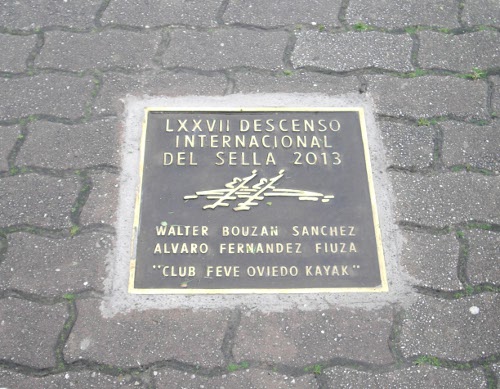 LXXVII DESCENSO
INTERNACIONAL
DEL SELLA 2013
WALTER BOUZAN SANCHEZ
ALVARO FERNANDEZ FIUZA
"CLUB FEVE OVIEDO KAYAK"